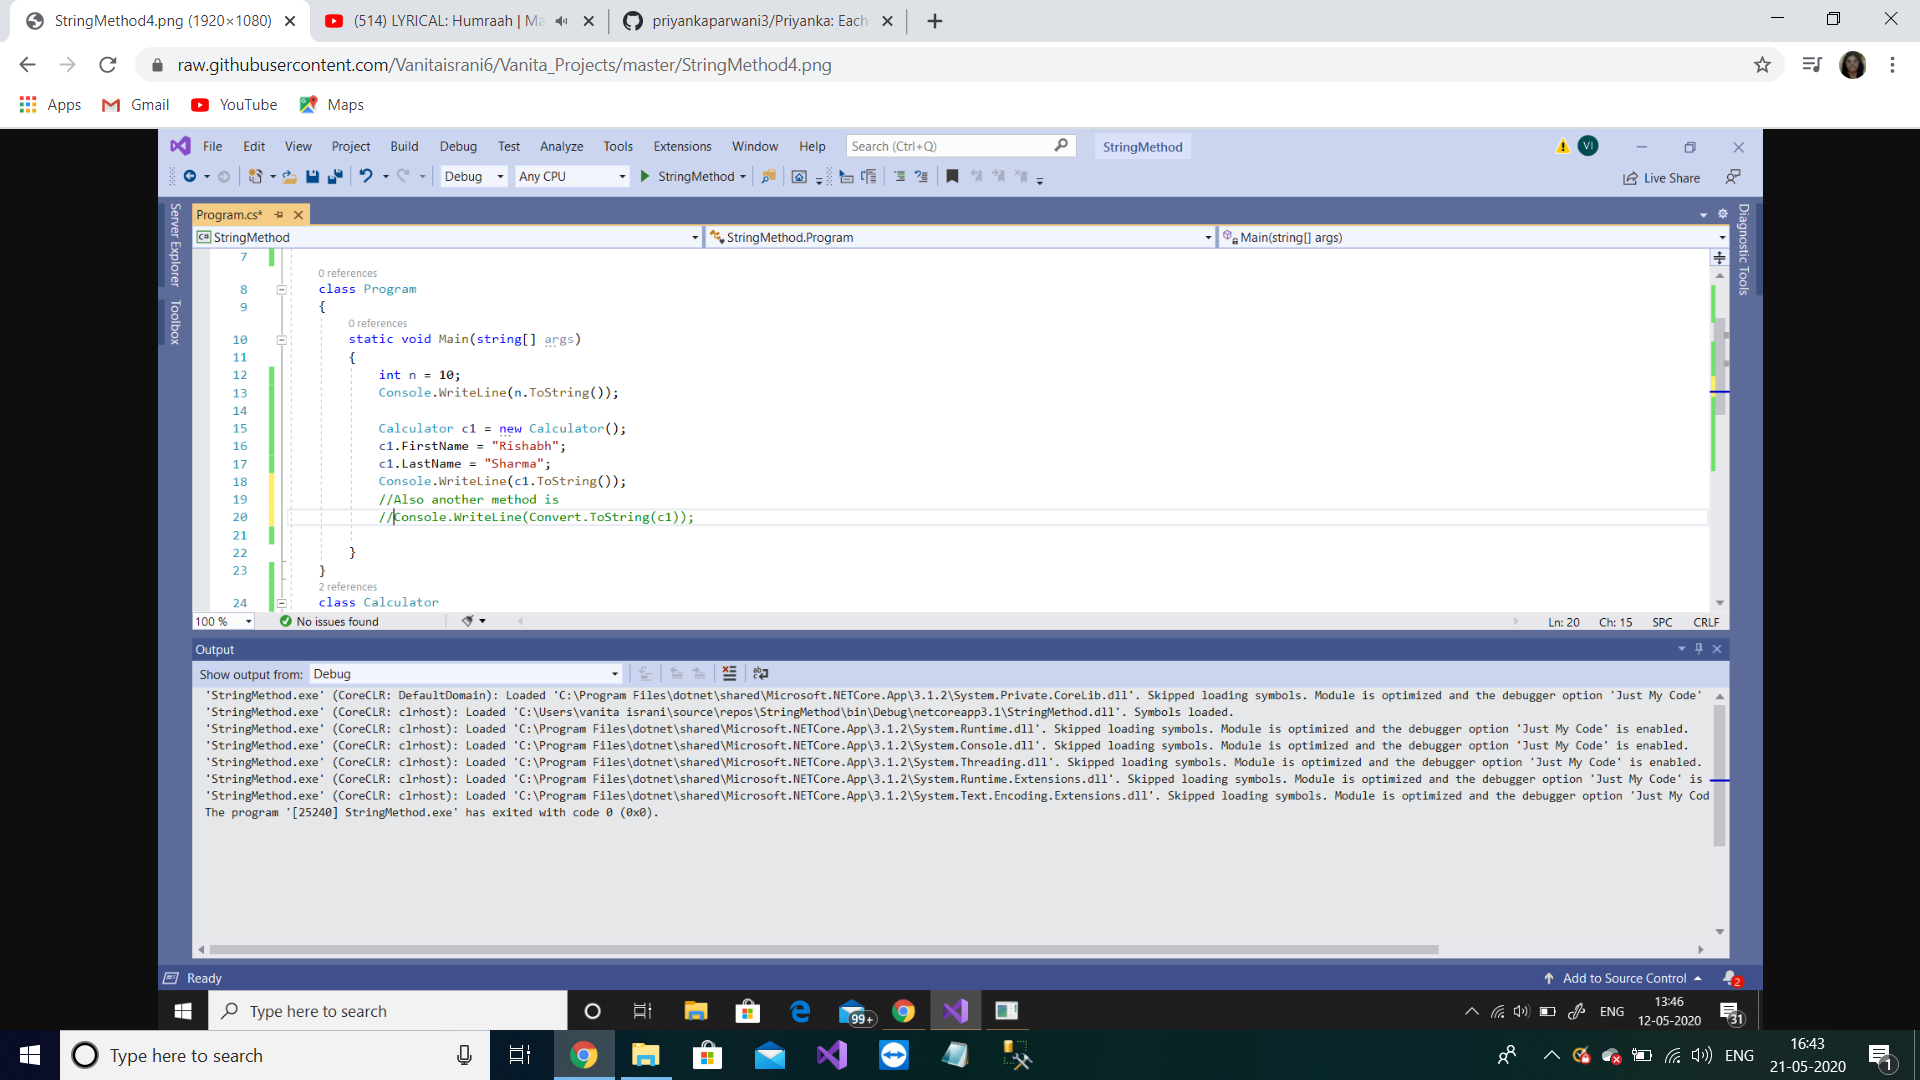 StringMethod4.png (1920×1080)
(514) LYRICAL: Humraah | Ma
priyankaparwani3/Priyanka: Each
raw.githubusercontent.com/Vanitaisrani6/Vanita_Projects/master/StringMethod4.png
Apps Gmail YouTube Maps
File Edit View Project Build Debug Test Analyze Tools Extensions Window Help Search (Ctrl+Q) StringMethod VI
Debug Any CPU StringMethod Live Share
Server Explorer
Toolbox
Diagnostic Tools
Program.cs*
StringMethod StringMethod.Program Main(string[] args)
7
0 references
8 class Program
9 {
0 references
10 static void Main(string[] args)
11 {
12 int n = 10;
13 Console.WriteLine(n.ToString());
14
15 Calculator c1 = new Calculator();
16 c1.FirstName = "Rishabh";
17 c1.LastName = "Sharma";
18 Console.WriteLine(c1.ToString());
19 //Also another method is
20 //Console.WriteLine(Convert.ToString(c1));
21
22 }
23 }
2 references
24 class Calculator
100 % No issues found Ln: 20 Ch: 15 SPC CRLF
Output
Show output from: Debug
'StringMethod.exe' (CoreCLR: DefaultDomain): Loaded 'C:\Program Files\dotnet\shared\Microsoft.NETCore.App\3.1.2\System.Private.CoreLib.dll'. Skipped loading symbols. Module is optimized and the debugger option 'Just My Code'
'StringMethod.exe' (CoreCLR: clrhost): Loaded 'C:\Users\vanita israni\source\repos\StringMethod\bin\Debug\netcoreapp3.1\StringMethod.dll'. Symbols loaded.
'StringMethod.exe' (CoreCLR: clrhost): Loaded 'C:\Program Files\dotnet\shared\Microsoft.NETCore.App\3.1.2\System.Runtime.dll'. Skipped loading symbols. Module is optimized and the debugger option 'Just My Code' is enabled.
'StringMethod.exe' (CoreCLR: clrhost): Loaded 'C:\Program Files\dotnet\shared\Microsoft.NETCore.App\3.1.2\System.Console.dll'. Skipped loading symbols. Module is optimized and the debugger option 'Just My Code' is enabled.
'StringMethod.exe' (CoreCLR: clrhost): Loaded 'C:\Program Files\dotnet\shared\Microsoft.NETCore.App\3.1.2\System.Threading.dll'. Skipped loading symbols. Module is optimized and the debugger option 'Just My Code' is enabled.
'StringMethod.exe' (CoreCLR: clrhost): Loaded 'C:\Program Files\dotnet\shared\Microsoft.NETCore.App\3.1.2\System.Runtime.Extensions.dll'. Skipped loading symbols. Module is optimized and the debugger option 'Just My Code' is
'StringMethod.exe' (CoreCLR: clrhost): Loaded 'C:\Program Files\dotnet\shared\Microsoft.NETCore.App\3.1.2\System.Text.Encoding.Extensions.dll'. Skipped loading symbols. Module is optimized and the debugger option 'Just My Cod
The program '[25240] StringMethod.exe' has exited with code 0 (0x0).
Ready Add to Source Control 2
Type here to search 99+ ENG 13:46 12-05-2020 31
Type here to search ENG 16:43 21-05-2020 1